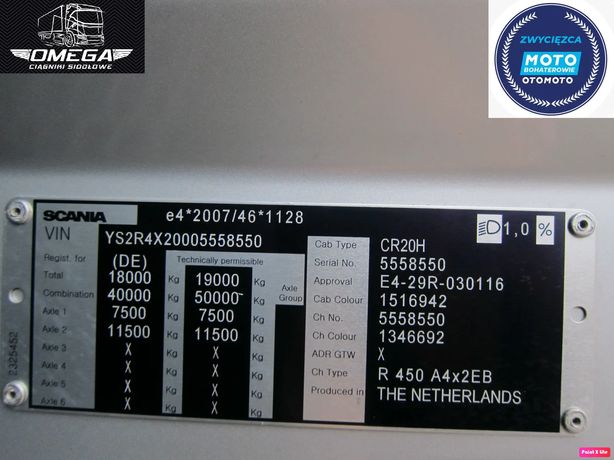 OMEGA
CIĄGNIKI SIODŁOWE
ZWYCIĘZCA
MOTO
BOHATEROWIE
OTOMOTO
SCANIA e4*2007/46*1128 1,0 %
VIN YS2R4X20005558550
Regist. for (DE) Technically permissible
Total 18000 Kg 19000 Kg
Combination 40000 Kg 50000 Kg Axle Group
Axle 1 7500 Kg 7500 Kg
Axle 2 11500 Kg 11500 Kg
Axle 3 X Kg X Kg
Axle 4 X Kg X Kg
Axle 5 X Kg X Kg
Axle 6 X Kg X Kg
Cab Type CR20H
Serial No. 5558550
Approval E4-29R-030116
Cab Colour 1516942
Ch No. 5558550
Ch Colour 1346692
ADR GTW X
Ch Type R 450 A4x2EB
Produced in THE NETHERLANDS
2325452